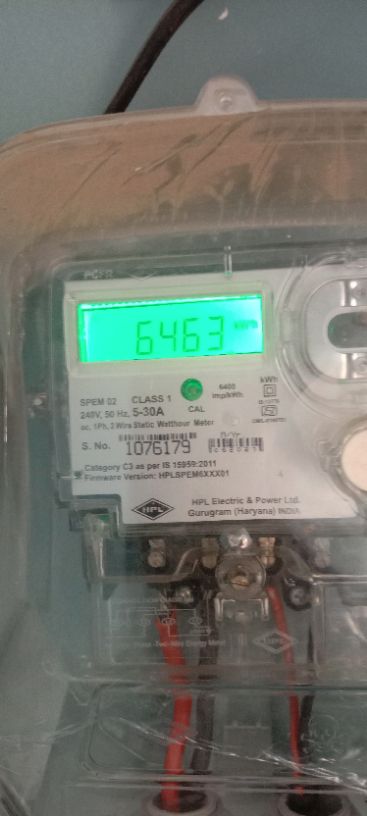 6463 kWh
SPEM 02 CLASS 1
6400 imp/kWh
kWh
240V, 50 Hz, 5-30A
CAL
ac, 1Ph, 2 Wire Static Watthour Meter
S. No. 1076179
Category C3 as per IS 15959:2011
Firmware Version: HPLSPEM6XXX01
HPL
HPL Electric & Power Ltd.
Gurugram (Haryana) INDIA
HPL